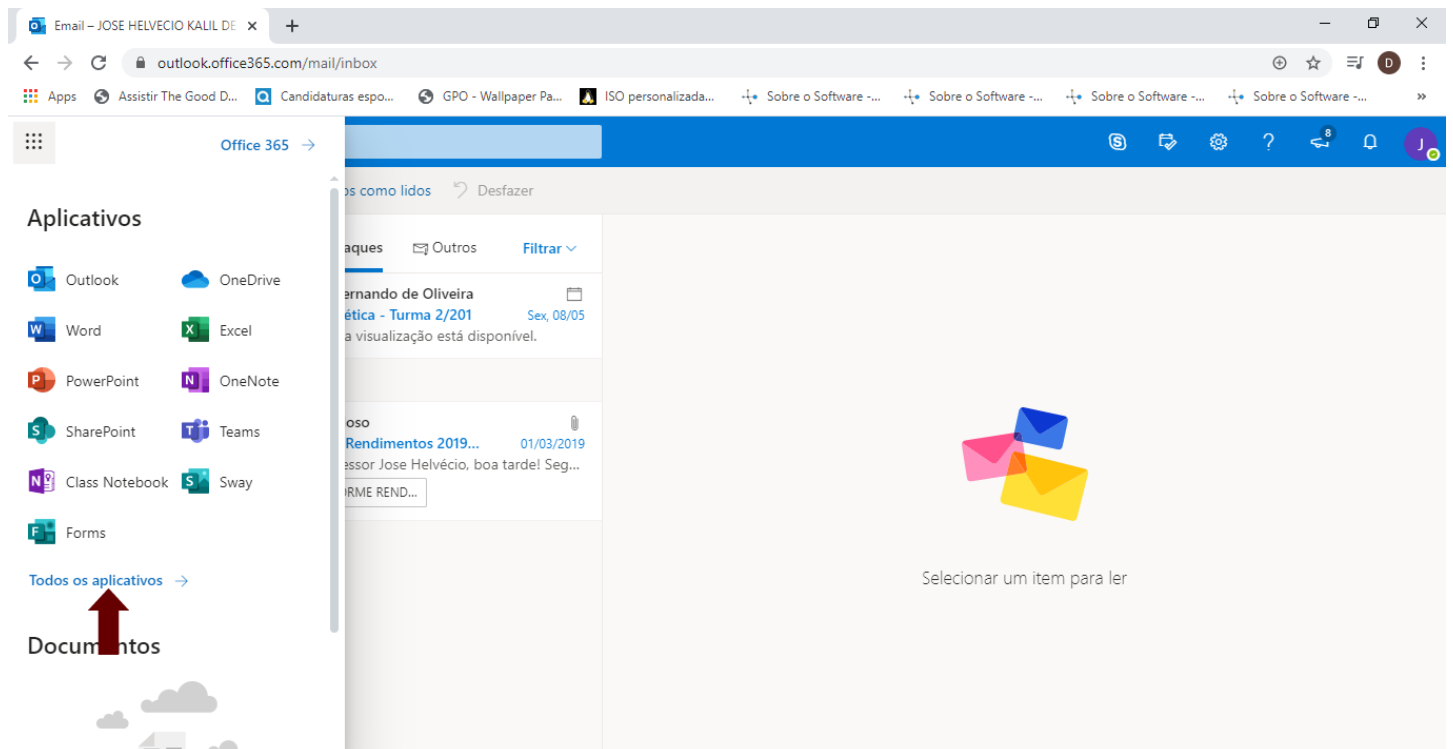 Email – JOSE HELVECIO KALIL DE
outlook.office365.com/mail/inbox
D
Apps Assistir The Good D... Candidaturas espo... GPO - Wallpaper Pa... ISO personalizada... Sobre o Software -... Sobre o Software -... Sobre o Software -... Sobre o Software -... »
Office 365 →
8
J
os como lidos Desfazer
Aplicativos
aques Outros Filtrar
Outlook OneDrive
ernando de Oliveira
ética - Turma 2/201 Sex, 08/05
Word Excel
a visualização está disponível.
PowerPoint OneNote
SharePoint Teams
oso
Rendimentos 2019... 01/03/2019
essor Jose Helvécio, boa tarde! Seg...
Class Notebook Sway
ORME REND...
Forms
Todos os aplicativos →
Selecionar um item para ler
Documentos